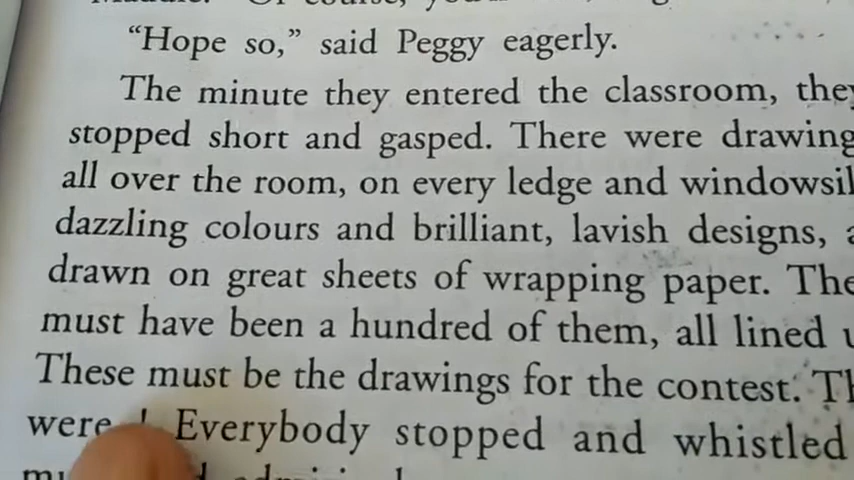 “Hope so,” said Peggy eagerly.
The minute they entered the classroom, they
stopped short and gasped. There were drawing
all over the room, on every ledge and windowsil
dazzling colours and brilliant, lavish designs, a
drawn on great sheets of wrapping paper. The
must have been a hundred of them, all lined u
These must be the drawings for the contest. Th
were ! Everybody stopped and whistled